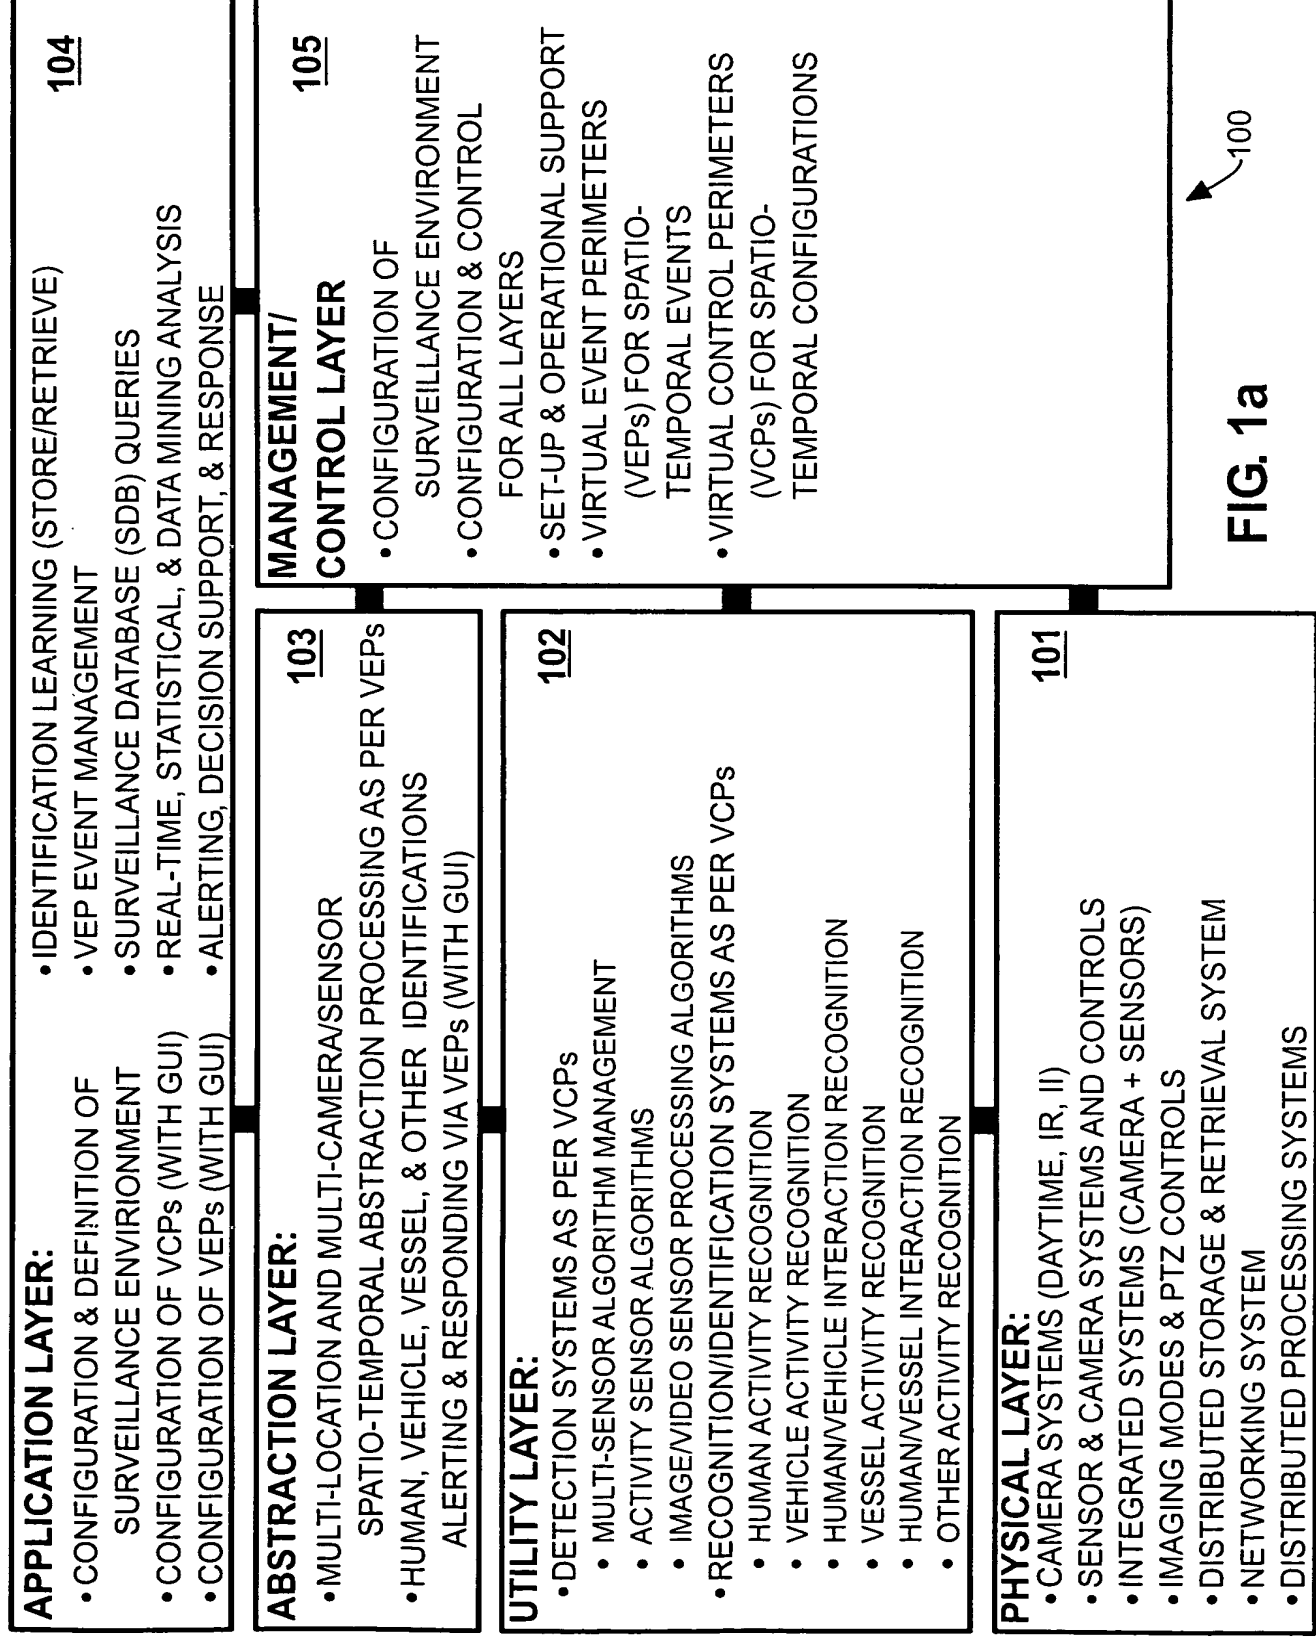 APPLICATION LAYER:
104
• CONFIGURATION & DEFINITION OF
SURVEILLANCE ENVIRIONMENT
• CONFIGURATION OF VCPs (WITH GUI)
• CONFIGURATION OF VEPs (WITH GUI)
• IDENTIFICATION LEARNING (STORE/RETRIEVE)
• VEP EVENT MANAGEMENT
• SURVEILLANCE DATABASE (SDB) QUERIES
• REAL-TIME, STATISTICAL, & DATA MINING ANALYSIS
• ALERTING, DECISION SUPPORT, & RESPONSE
ABSTRACTION LAYER:
103
• MULTI-LOCATION AND MULTI-CAMERA/SENSOR
SPATIO-TEMPORAL ABSTRACTION PROCESSING AS PER VEPs
• HUMAN, VEHICLE, VESSEL, & OTHER IDENTIFICATIONS
ALERTING & RESPONDING VIA VEPs (WITH GUI)
UTILITY LAYER:
102
• DETECTION SYSTEMS AS PER VCPs
• MULTI-SENSOR ALGORITHM MANAGEMENT
• ACTIVITY SENSOR ALGORITHMS
• IMAGE/VIDEO SENSOR PROCESSING ALGORITHMS
• RECOGNITION/IDENTIFICATION SYSTEMS AS PER VCPs
• HUMAN ACTIVITY RECOGNITION
• VEHICLE ACTIVITY RECOGNITION
• HUMAN/VEHICLE INTERACTION RECOGNITION
• VESSEL ACTIVITY RECOGNITION
• HUMAN/VESSEL INTERACTION RECOGNITION
• OTHER ACTIVITY RECOGNITION
PHYSICAL LAYER:
101
• CAMERA SYSTEMS (DAYTIME, IR, II)
• SENSOR & CAMERA SYSTEMS AND CONTROLS
• INTEGRATED SYSTEMS (CAMERA + SENSORS)
• IMAGING MODES & PTZ CONTROLS
• DISTRIBUTED STORAGE & RETRIEVAL SYSTEM
• NETWORKING SYSTEM
• DISTRIBUTED PROCESSING SYSTEMS
MANAGEMENT/
CONTROL LAYER
105
• CONFIGURATION OF
SURVEILLANCE ENVIRONMENT
• CONFIGURATION & CONTROL
FOR ALL LAYERS
• SET-UP & OPERATIONAL SUPPORT
• VIRTUAL EVENT PERIMETERS
(VEPs) FOR SPATIO-
TEMPORAL EVENTS
• VIRTUAL CONTROL PERIMETERS
(VCPs) FOR SPATIO-
TEMPORAL CONFIGURATIONS
100
FIG. 1a